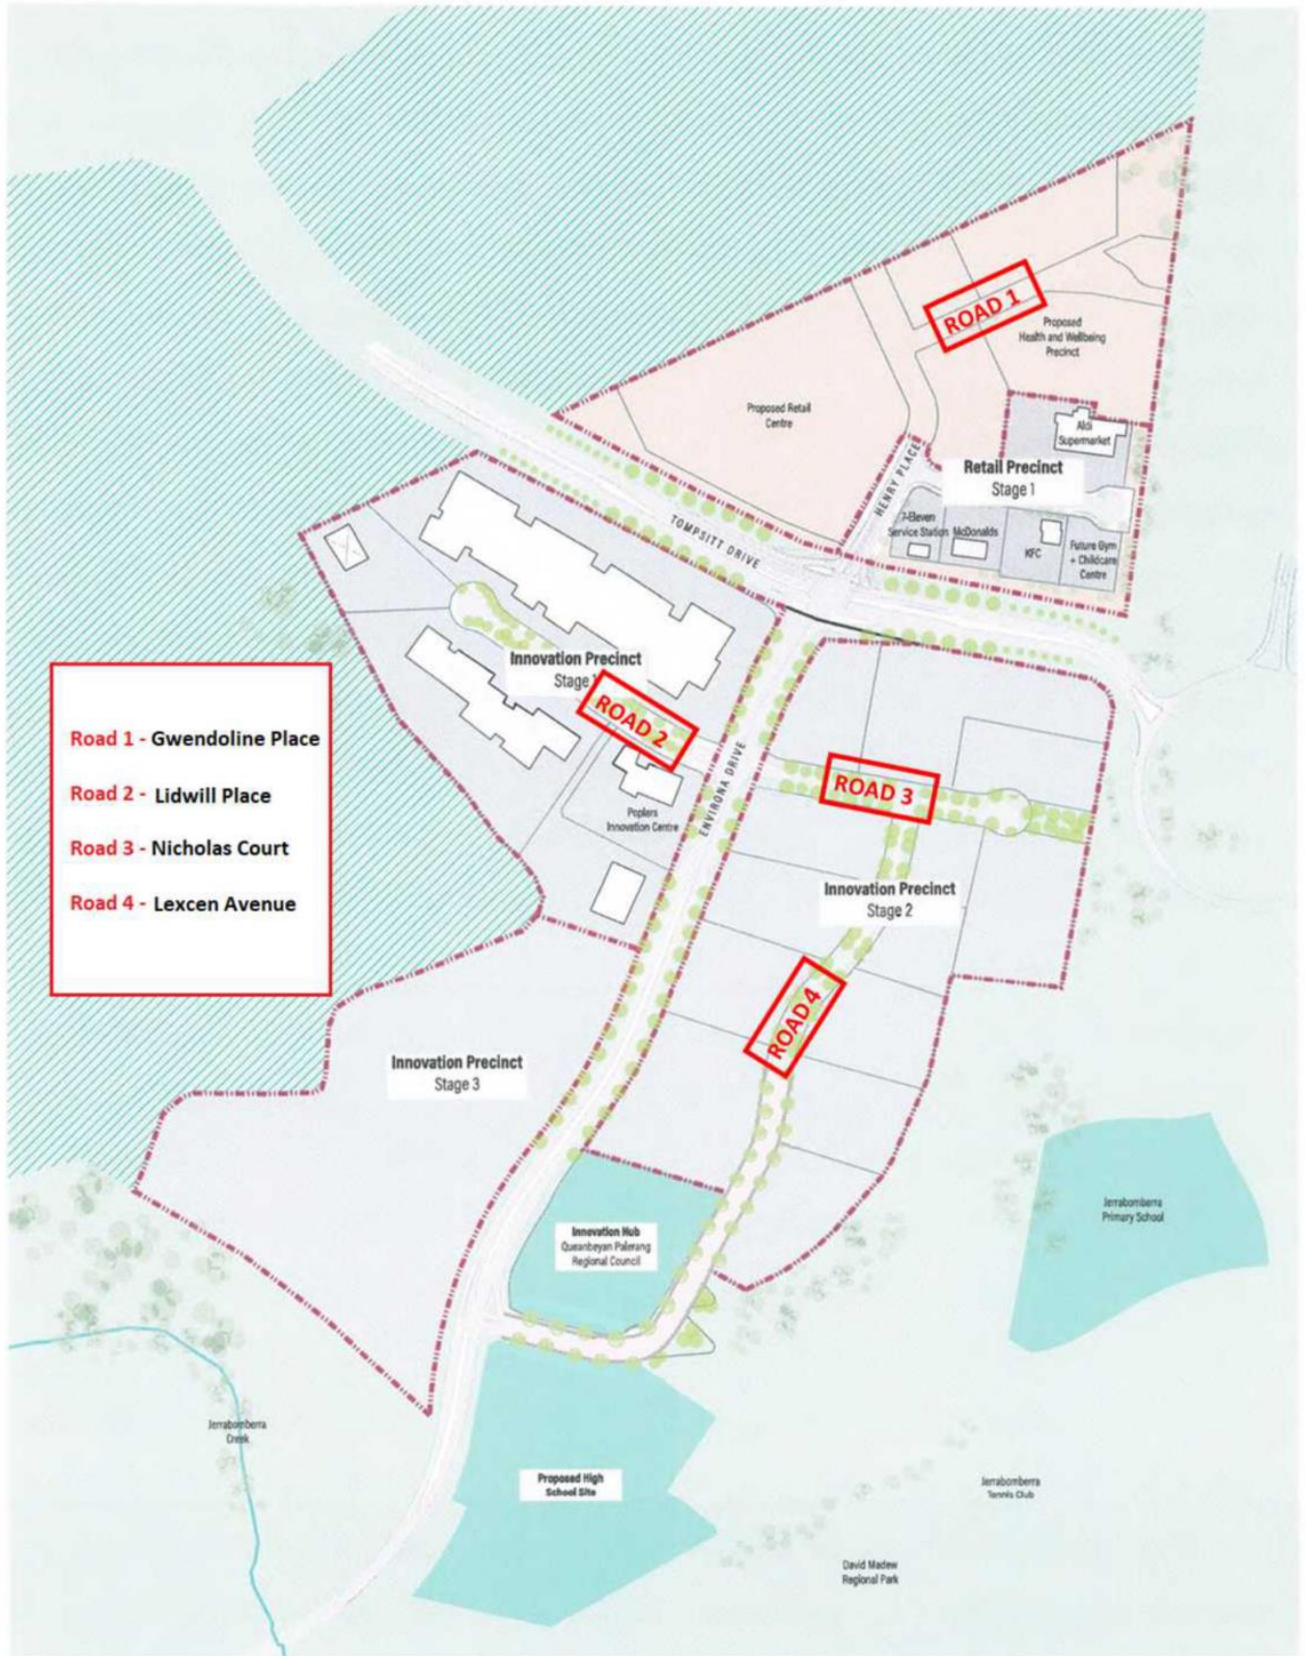 ROAD 1
Proposed
Health and Wellbeing
Precinct
Proposed Retail
Centre
Aldi
Supermarket
Retail Precinct
Stage 1
HENRY PLACE
7-Eleven
Service Station
McDonalds
KFC
Future Gym
+ Childcare
Centre
TOMPSITT DRIVE
Innovation Precinct
Stage 1
ROAD 2
Road 1 - Gwendoline Place
Road 2 - Lidwill Place
Road 3 - Nicholas Court
Road 4 - Lexcen Avenue
ENVIRONA DRIVE
ROAD 3
Poplars
Innovation Centre
Innovation Precinct
Stage 2
ROAD 4
Innovation Precinct
Stage 3
Innovation Hub
Queanbeyan Palerang
Regional Council
Jerrabomberra
Primary School
Jerrabomberra
Creek
Proposed High
School Site
Jerrabomberra
Tennis Club
David Madew
Regional Park